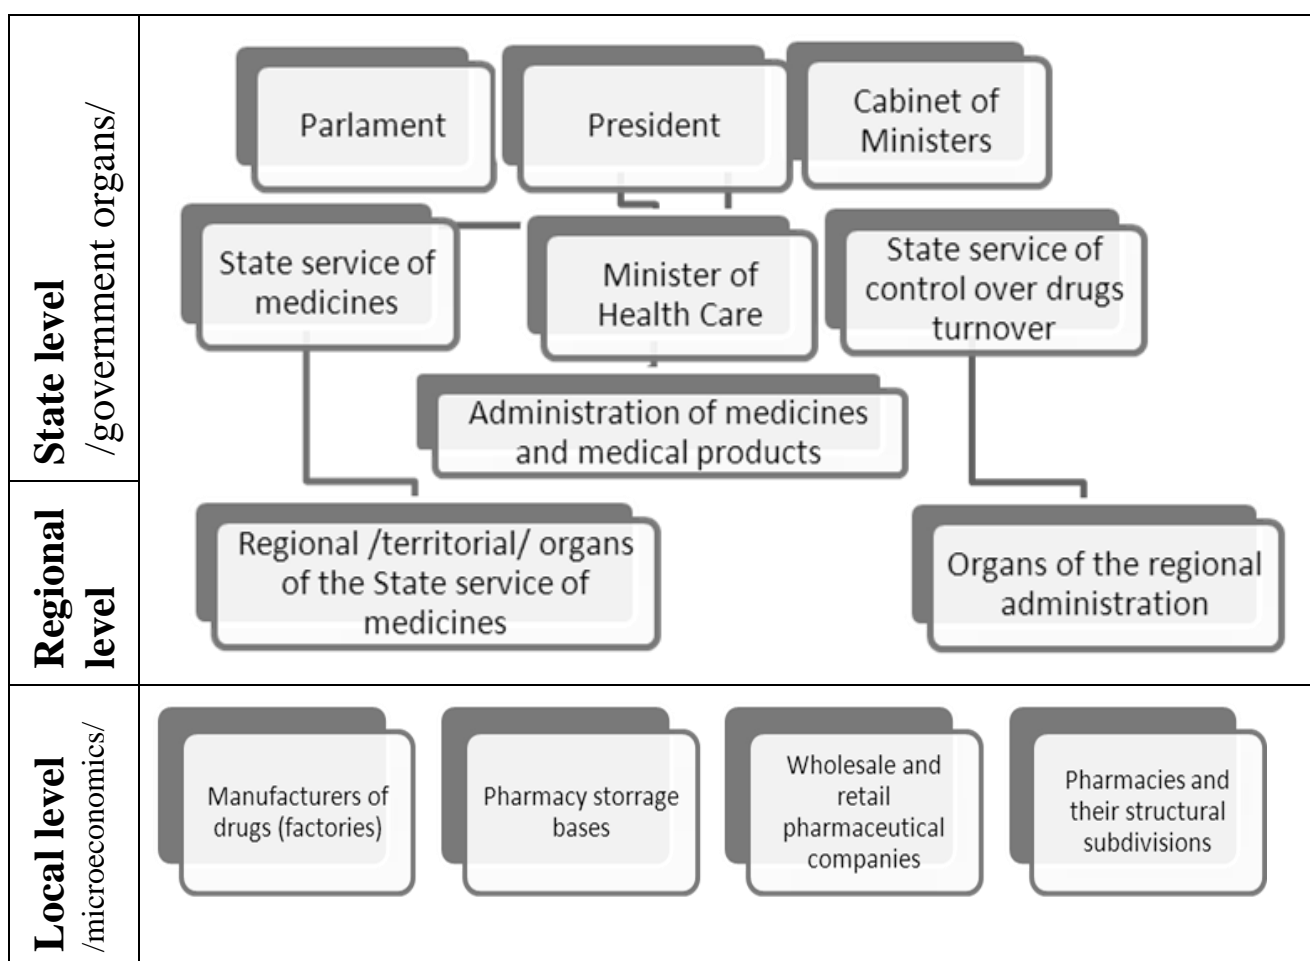 State level
/government organs/
Parlament
President
Cabinet of
Ministers
State service of
medicines
Minister of
Health Care
State service of
control over drugs
turnover
Administration of medicines
and medical products
Regional
level
Regional /territorial/ organs
of the State service of
medicines
Organs of the regional
administration
Local level
/microeconomics/
Manufacturers of
drugs (factories)
Pharmacy storrage
bases
Wholesale and
retail
pharmaceutical
companies
Pharmacies and
their structural
subdivisions